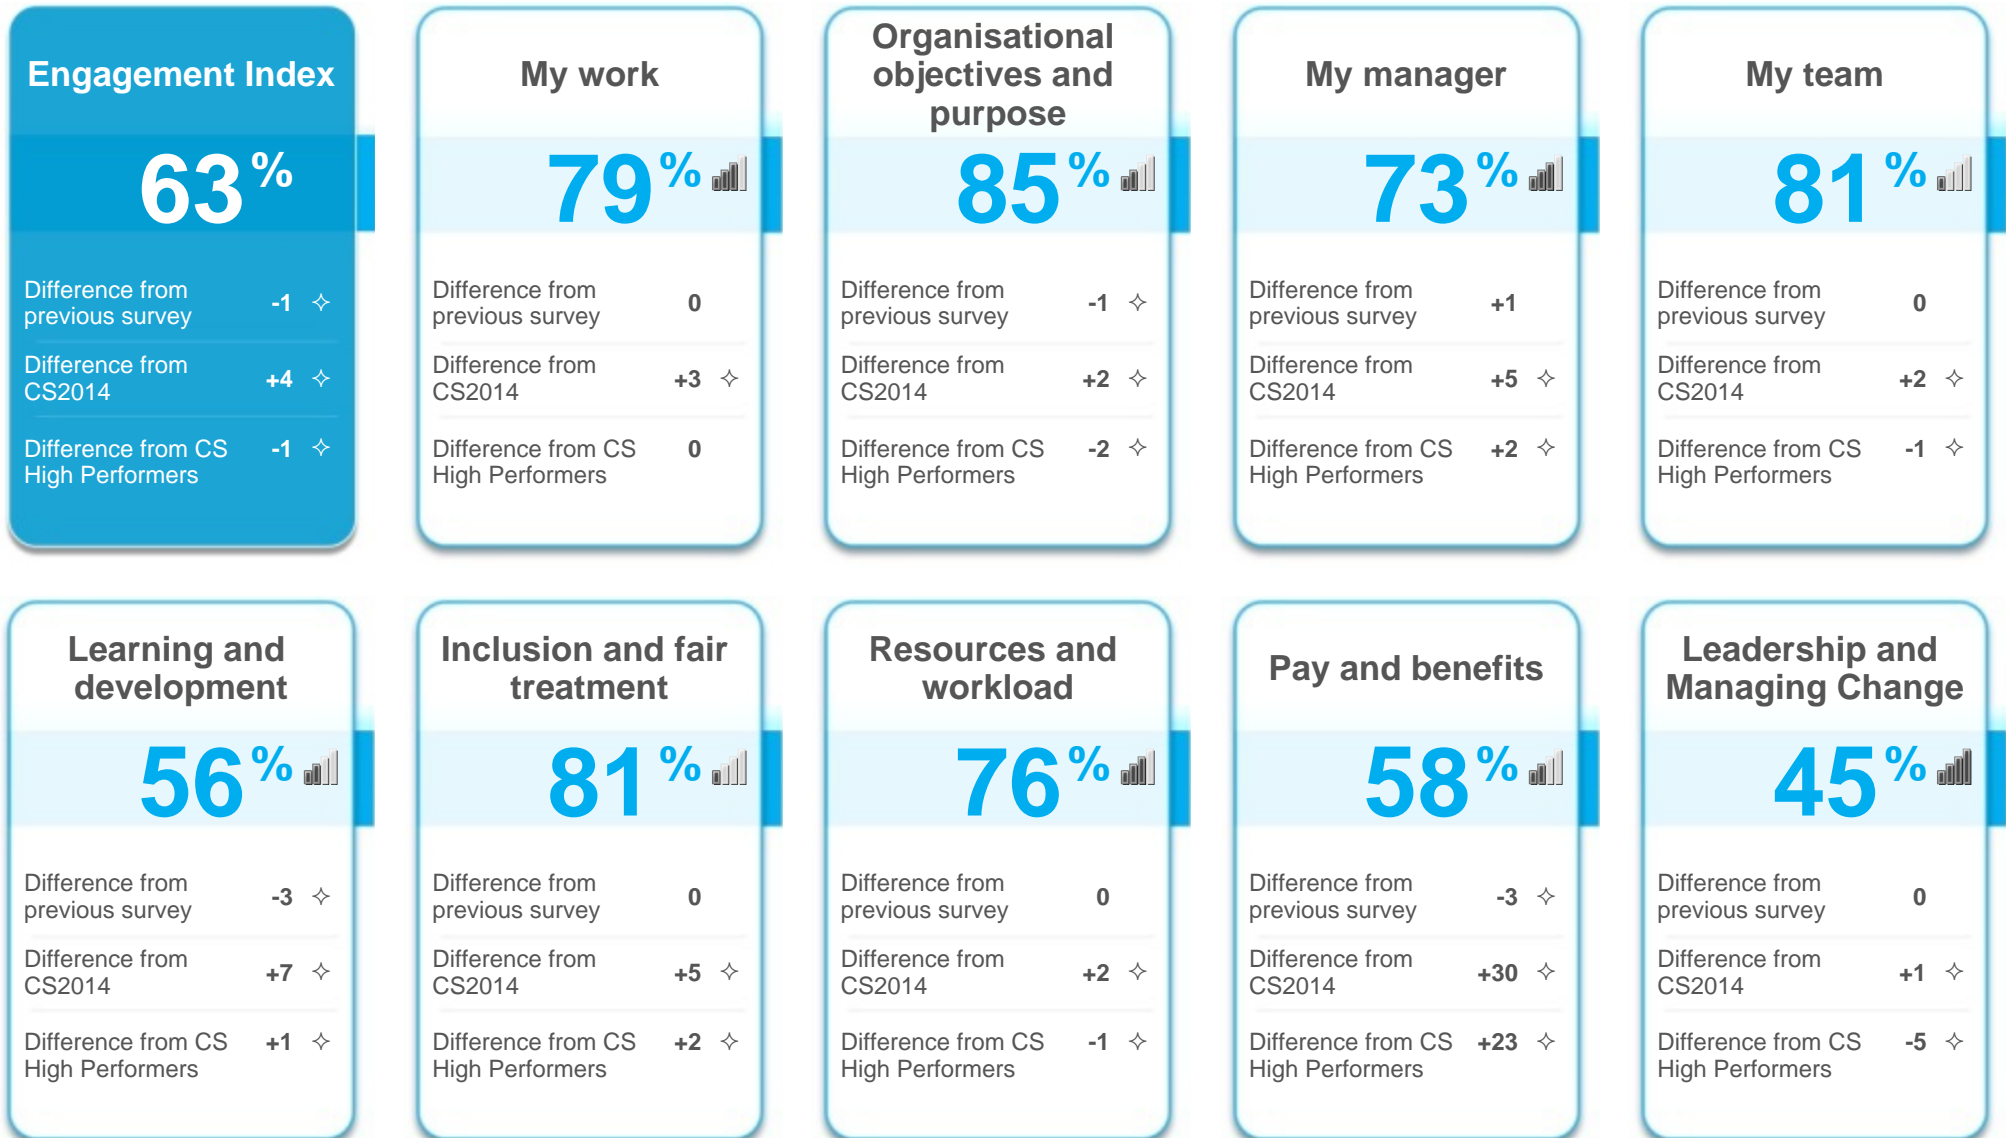 Engagement Index
63%
Difference from
previous survey
-1 ✧
Difference from
CS2014
+4 ✧
Difference from CS
High Performers
-1 ✧
My work
79%
Difference from
previous survey
0
Difference from
CS2014
+3 ✧
Difference from CS
High Performers
0
Organisational
objectives and
purpose
85%
Difference from
previous survey
-1 ✧
Difference from
CS2014
+2 ✧
Difference from CS
High Performers
-2 ✧
My manager
73%
Difference from
previous survey
+1
Difference from
CS2014
+5 ✧
Difference from CS
High Performers
+2 ✧
My team
81%
Difference from
previous survey
0
Difference from
CS2014
+2 ✧
Difference from CS
High Performers
-1 ✧
Learning and
development
56%
Difference from
previous survey
-3 ✧
Difference from
CS2014
+7 ✧
Difference from CS
High Performers
+1 ✧
Inclusion and fair
treatment
81%
Difference from
previous survey
0
Difference from
CS2014
+5 ✧
Difference from CS
High Performers
+2 ✧
Resources and
workload
76%
Difference from
previous survey
0
Difference from
CS2014
+2 ✧
Difference from CS
High Performers
-1 ✧
Pay and benefits
58%
Difference from
previous survey
-3 ✧
Difference from
CS2014
+30 ✧
Difference from CS
High Performers
+23 ✧
Leadership and
Managing Change
45%
Difference from
previous survey
0
Difference from
CS2014
+1 ✧
Difference from CS
High Performers
-5 ✧